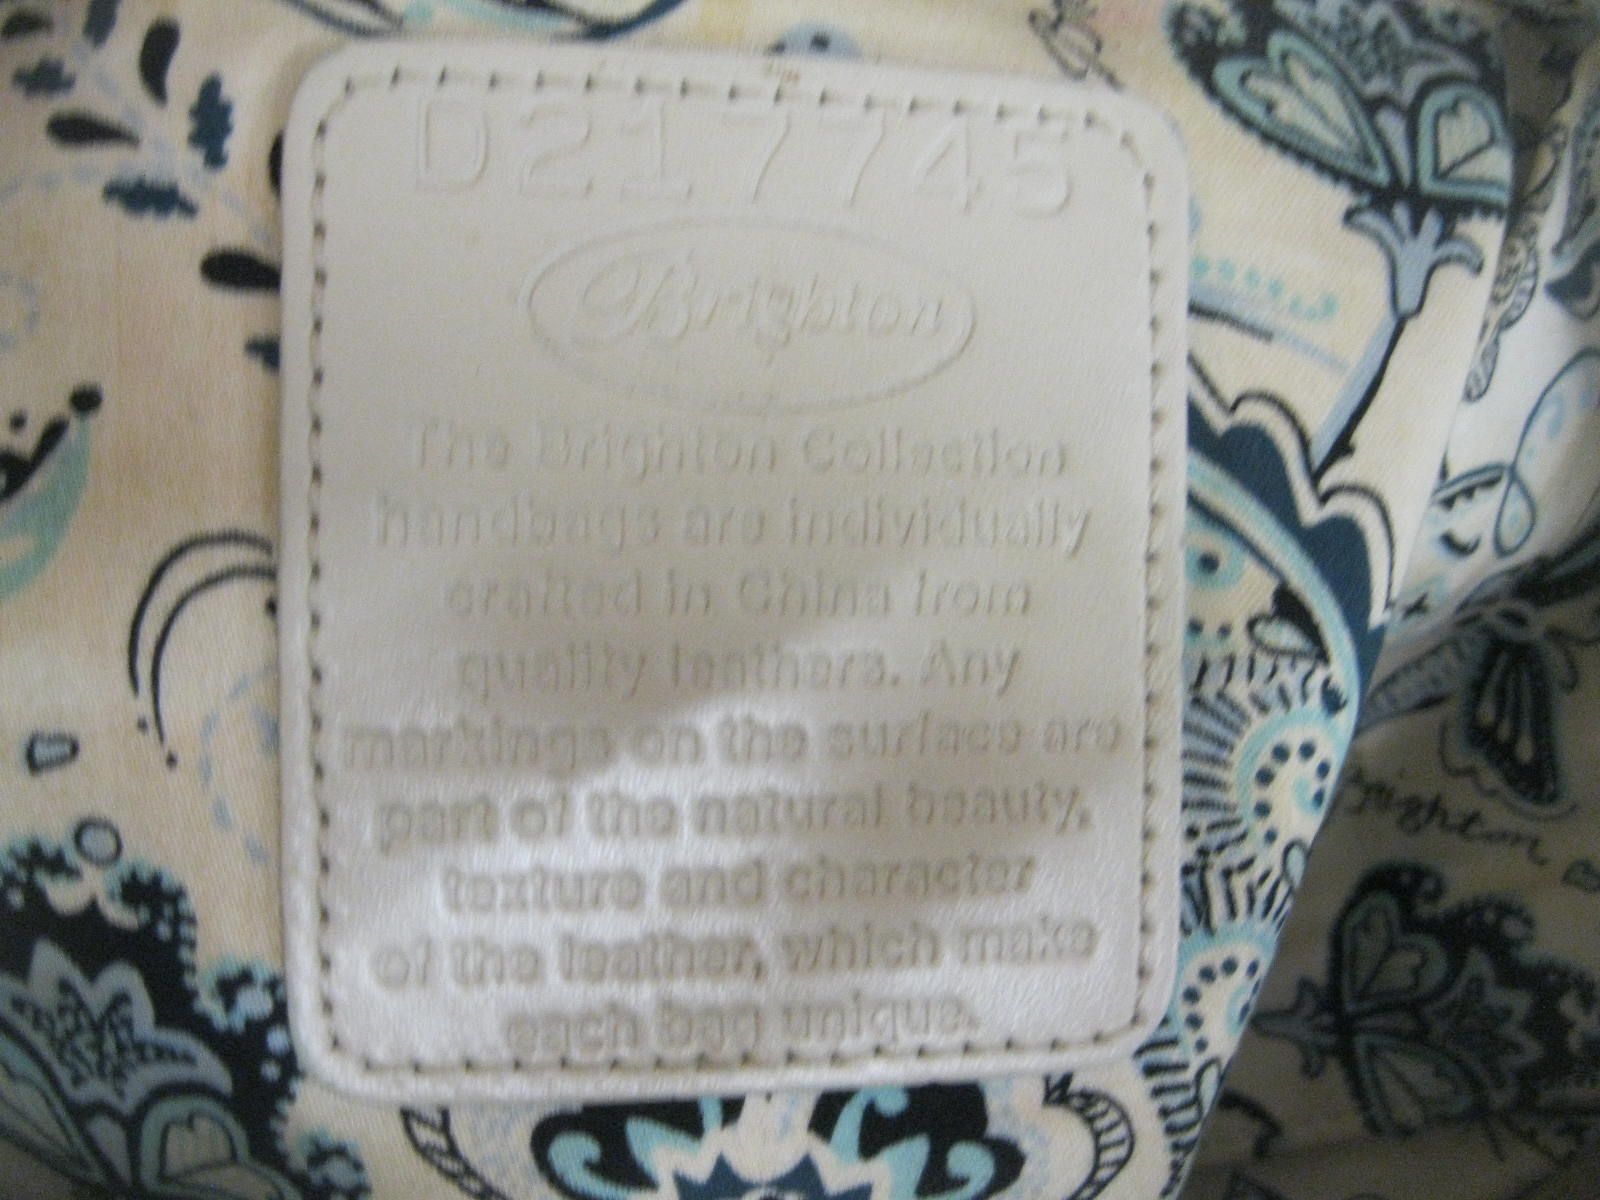 D217745
Brighton
The Brighton Collection
handbags are individually
crafted in China from
quality leathers. Any
markings on the surface are
part of the natural beauty,
texture and character
of the leather, which make
each bag unique.
Brighton